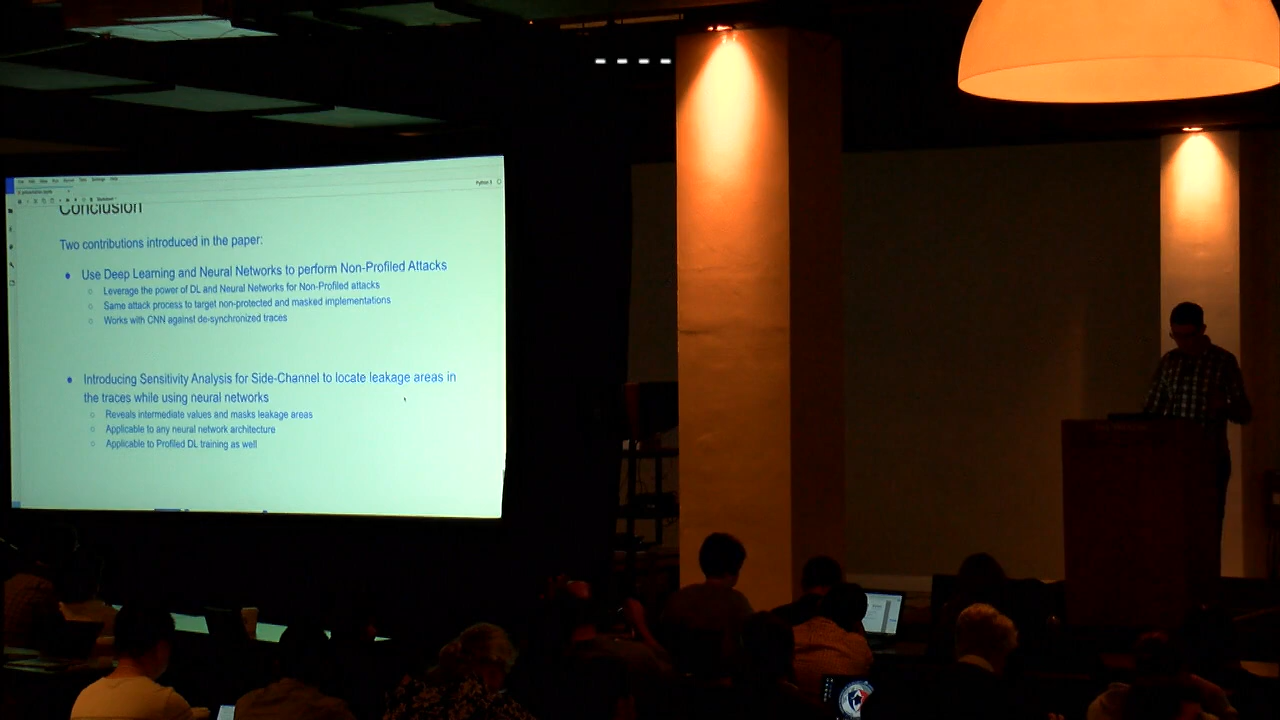 Python 3
Conclusion
Two contributions introduced in the paper:
Use Deep Learning and Neural Networks to perform Non-Profiled Attacks
Leverage the power of DL and Neural Networks for Non-Profiled attacks
Same attack process to target non-protected and masked implementations
Works with CNN against de-synchronized traces
Introducing Sensitivity Analysis for Side-Channel to locate leakage areas in
the traces while using neural networks
Reveals intermediate values and masks leakage areas
Applicable to any neural network architecture
Applicable to Profiled DL training as well